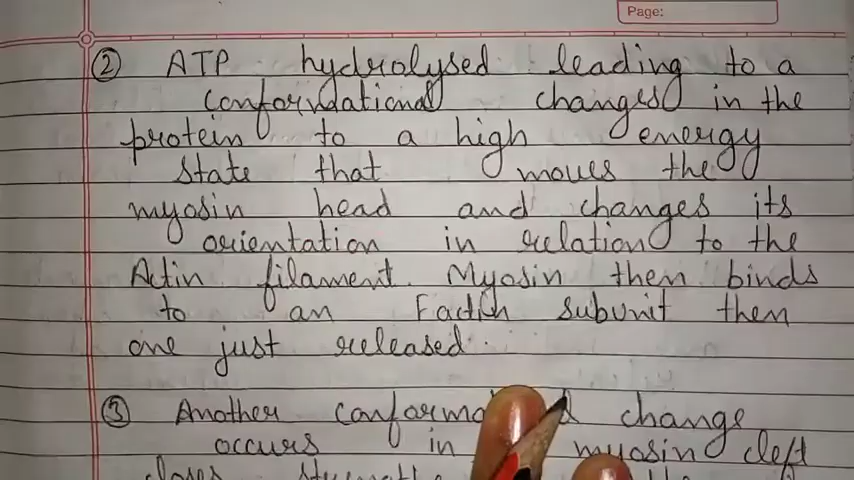 Page:
② ATP hydrolysed leading to a
conformational changes in the
protein to a high energy
state that moves the
myosin head and changes its
orientation in relation to the
Actin filament. Myosin then binds
to an Factin subunit then
one just released.
③ Another change
occurs in myosin cleft
closes